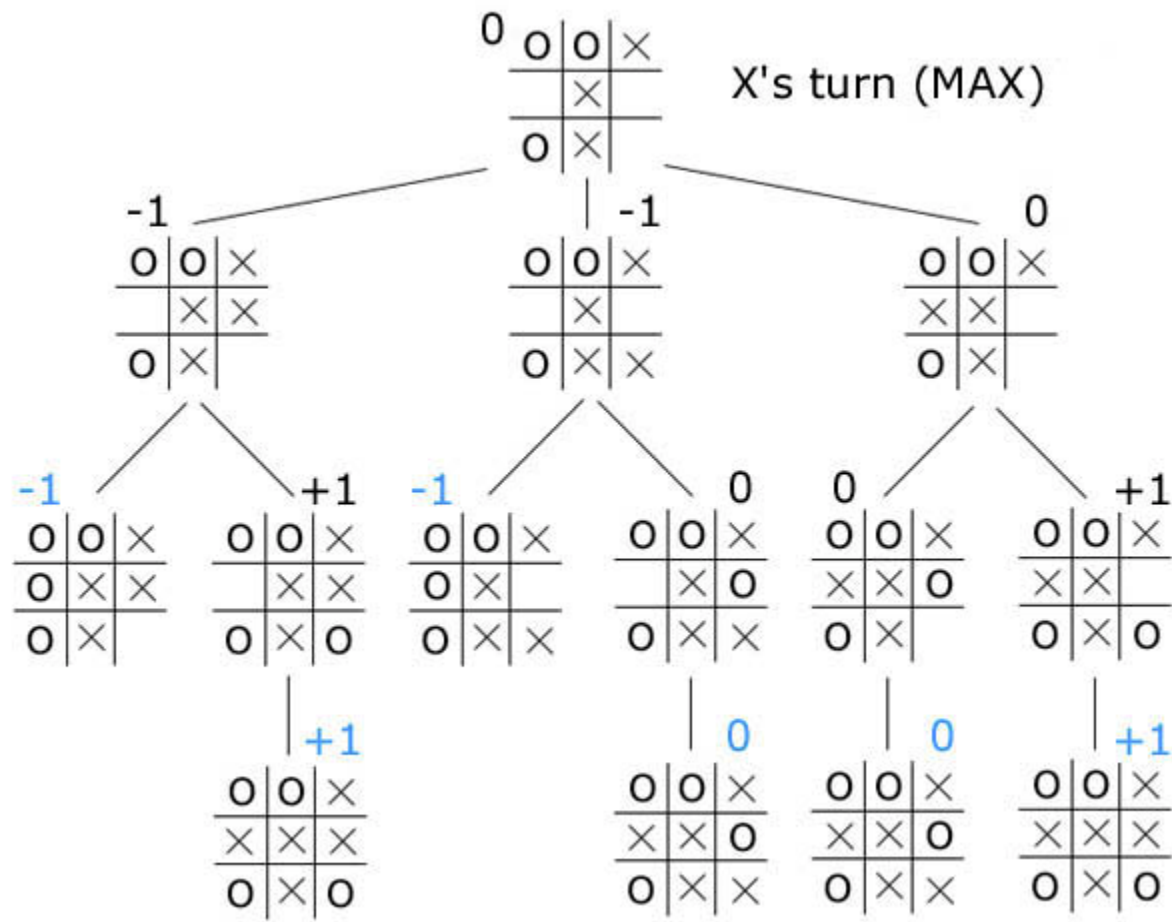 0
O O X
X
O X
X's turn (MAX)
-1
O O X
X X
O X
-1
O O X
X
O X X
0
O O X
X X
O X
-1
O O X
O X X
O X
+1
O O X
X X
O X O
-1
O O X
O X
O X X
0
O O X
X O
O X X
0
O O X
X X O
O X
+1
O O X
X X
O X O
+1
O O X
X X X
O X O
0
O O X
X X O
O X X
0
O O X
X X O
O X X
+1
O O X
X X X
O X O